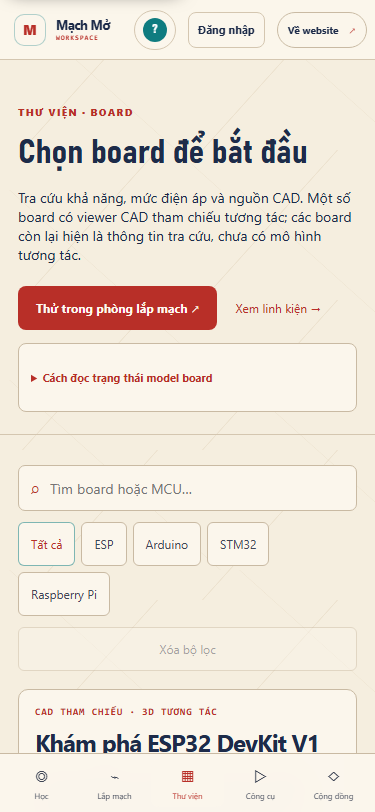 M
Mạch Mở
WORKSPACE
?
Đăng nhập
Về website ↗
THƯ VIỆN · BOARD
Chọn board để bắt đầu
Tra cứu khả năng, mức điện áp và nguồn CAD. Một số
board có viewer CAD tham chiếu tương tác; các board
còn lại hiện là thông tin tra cứu, chưa có mô hình
tương tác.
Thử trong phòng lắp mạch ↗
Xem linh kiện →
▶ Cách đọc trạng thái model board
Tìm board hoặc MCU...
Tất cả
ESP
Arduino
STM32
Raspberry Pi
Xóa bộ lọc
CAD THAM CHIẾU · 3D TƯƠNG TÁC
Khám phá ESP32 DevKit V1
Học
Lắp mạch
Thư viện
Công cụ
Cộng đồng